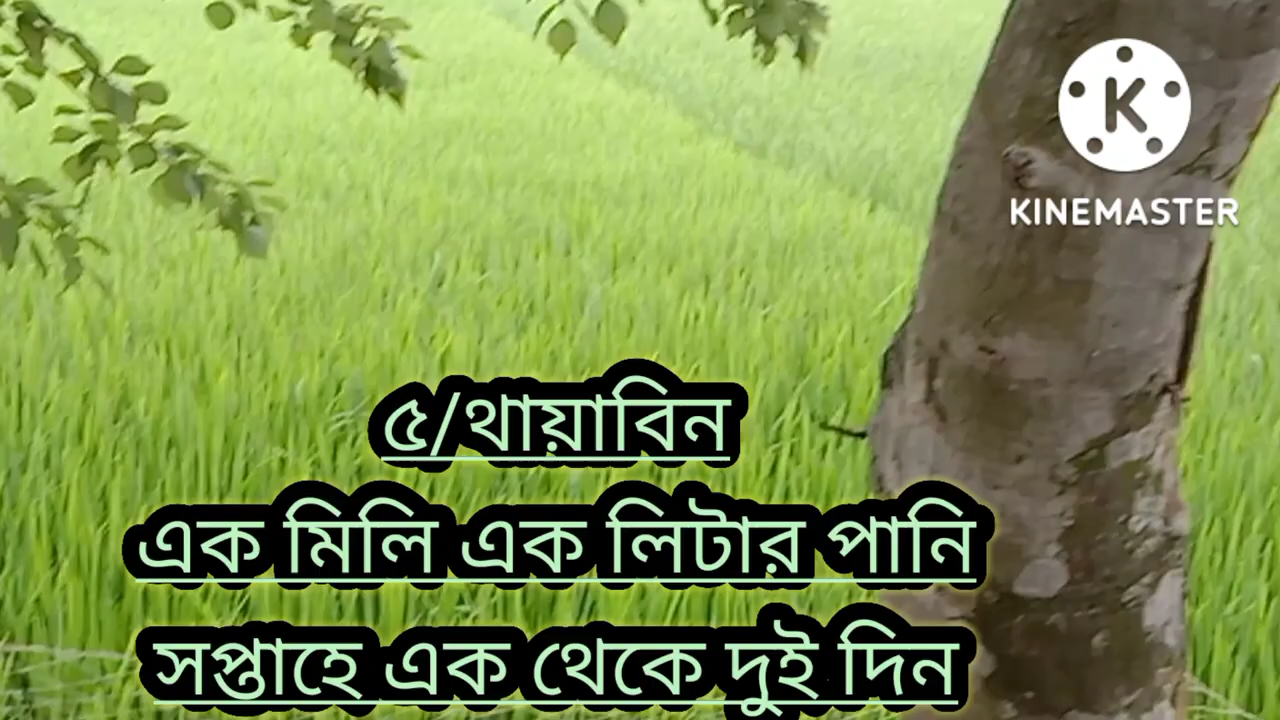 K
KINEMASTER
৫/থায়াবিন
এক মিলি এক লিটার পানি
সপ্তাহে এক থেকে দুই দিন